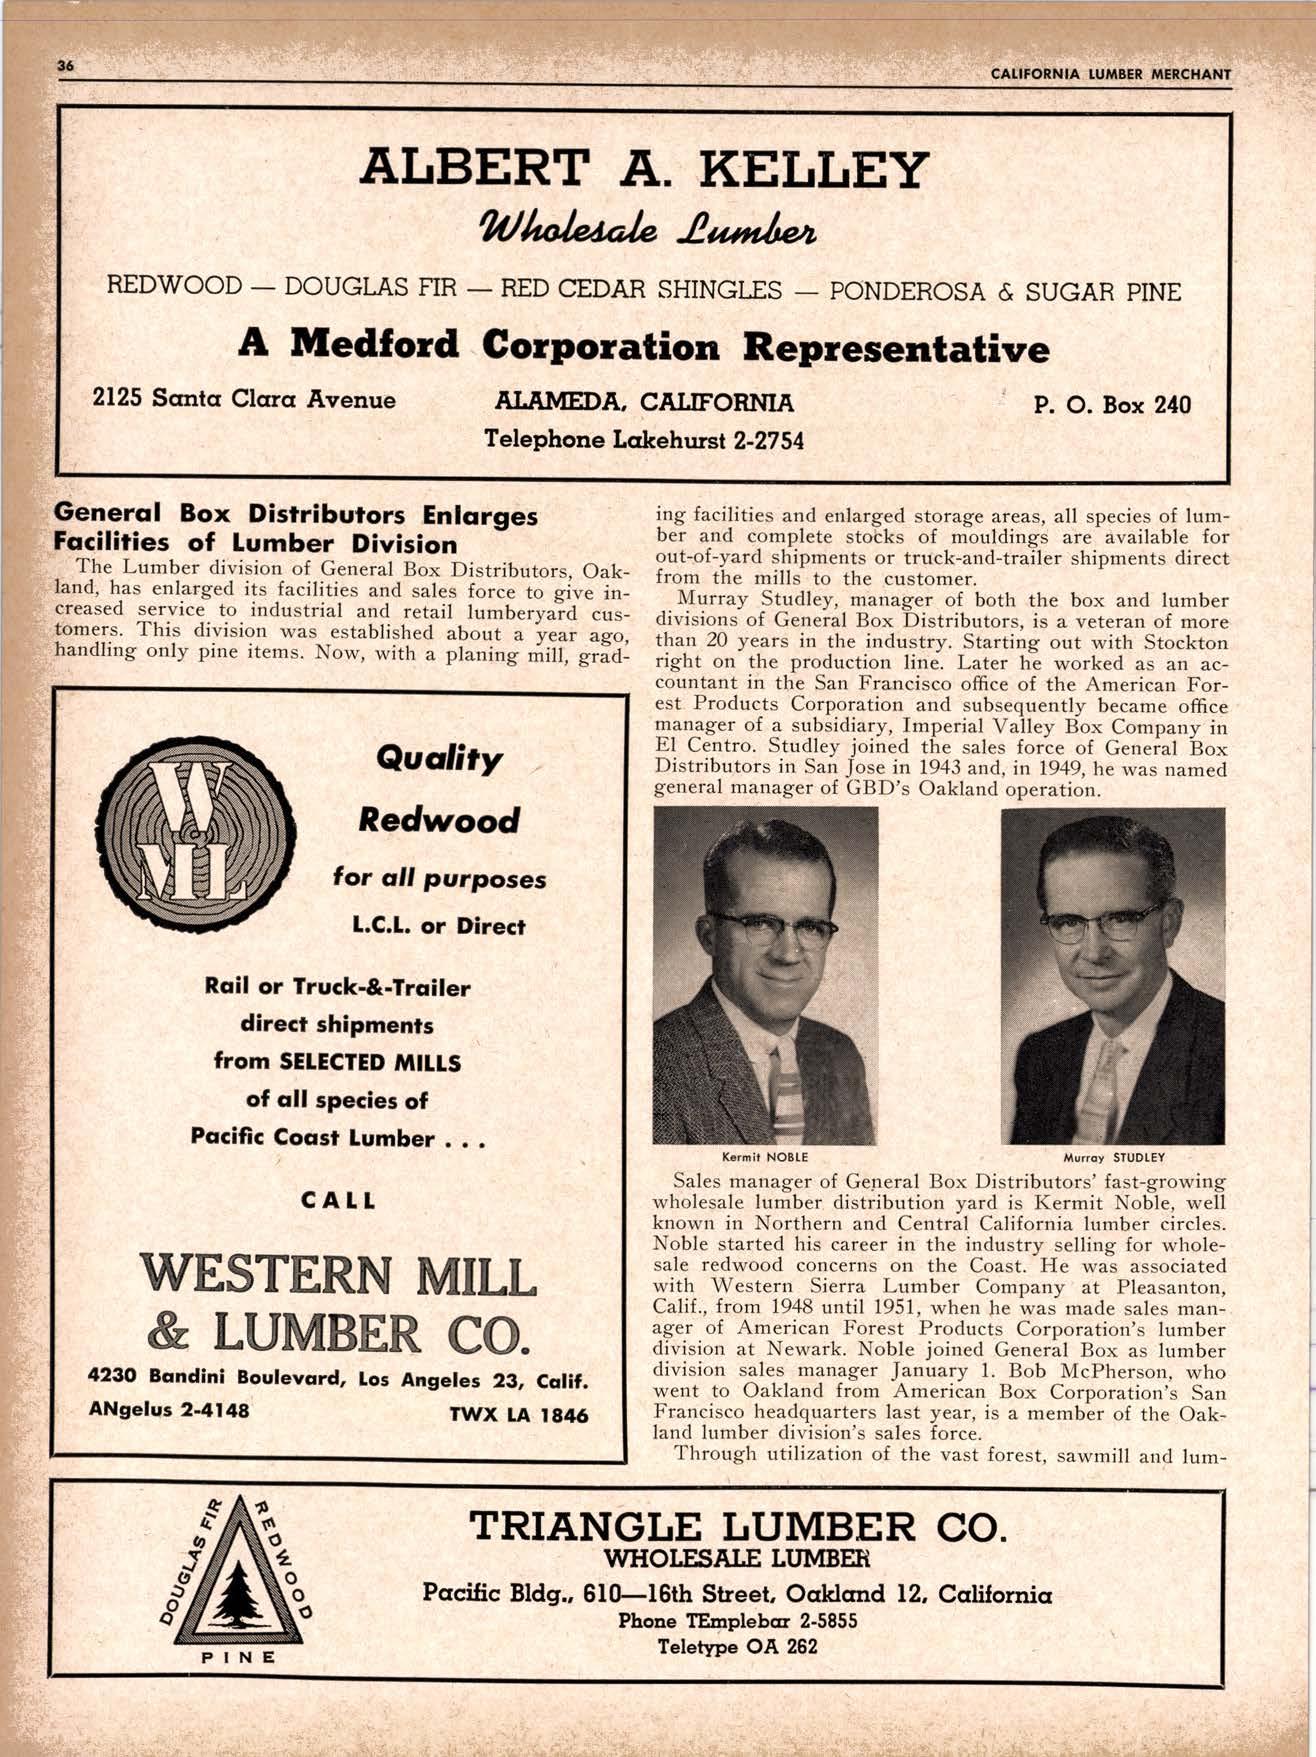 36
CALIFORNIA LUMBER MERCHANT
ALBERT A. KELLEY
Wholesale Lumber
REDWOOD — DOUGLAS FIR — RED CEDAR SHINGLES — PONDEROSA & SUGAR PINE
A Medford Corporation Representative
2125 Santa Clara Avenue
ALAMEDA, CALIFORNIA
P. O. Box 240
Telephone Lakehurst 2-2754
General Box Distributors Enlarges
Facilities of Lumber Division
The Lumber division of General Box Distributors, Oak-
land, has enlarged its facilities and sales force to give in-
creased service to industrial and retail lumberyard cus-
tomers. This division was established about a year ago,
handling only pine items. Now, with a planing mill, grad-
ing facilities and enlarged storage areas, all species of lum-
ber and complete stocks of mouldings are available for
out-of-yard shipments or truck-and-trailer shipments direct
from the mills to the customer.
Murray Studley, manager of both the box and lumber
divisions of General Box Distributors, is a veteran of more
than 20 years in the industry. Starting out with Stockton
right on the production line. Later he worked as an ac-
countant in the San Francisco office of the American For-
est Products Corporation and subsequently became office
manager of a subsidiary, Imperial Valley Box Company in
El Centro. Studley joined the sales force of General Box
Distributors in San Jose in 1943 and, in 1949, he was named
general manager of GBD's Oakland operation.
Kermit NOBLE
Murray STUDLEY
Sales manager of General Box Distributors' fast-growing
wholesale lumber distribution yard is Kermit Noble, well
known in Northern and Central California lumber circles.
Noble started his career in the industry selling for whole-
sale redwood concerns on the Coast. He was associated
with Western Sierra Lumber Company at Pleasanton,
Calif., from 1948 until 1951, when he was made sales man-
ager of American Forest Products Corporation's lumber
division at Newark. Noble joined General Box as lumber
division sales manager January 1. Bob McPherson, who
went to Oakland from American Box Corporation's San
Francisco headquarters last year, is a member of the Oak-
land lumber division's sales force.
Through utilization of the vast forest, sawmill and lum-
W
ML
Quality
Redwood
for all purposes
L.C.L. or Direct
Rail or Truck-&-Trailer
direct shipments
from SELECTED MILLS
of all species of
Pacific Coast Lumber . . .
CALL
WESTERN MILL
& LUMBER CO.
4230 Bandini Boulevard, Los Angeles 23, Calif.
ANgelus 2-4148
TWX LA 1846
DOUGLAS FIR
REDWOOD
PINE
TRIANGLE LUMBER CO.
WHOLESALE LUMBER
Pacific Bldg., 610—16th Street, Oakland 12, California
Phone TEmplebar 2-5855
Teletype OA 262